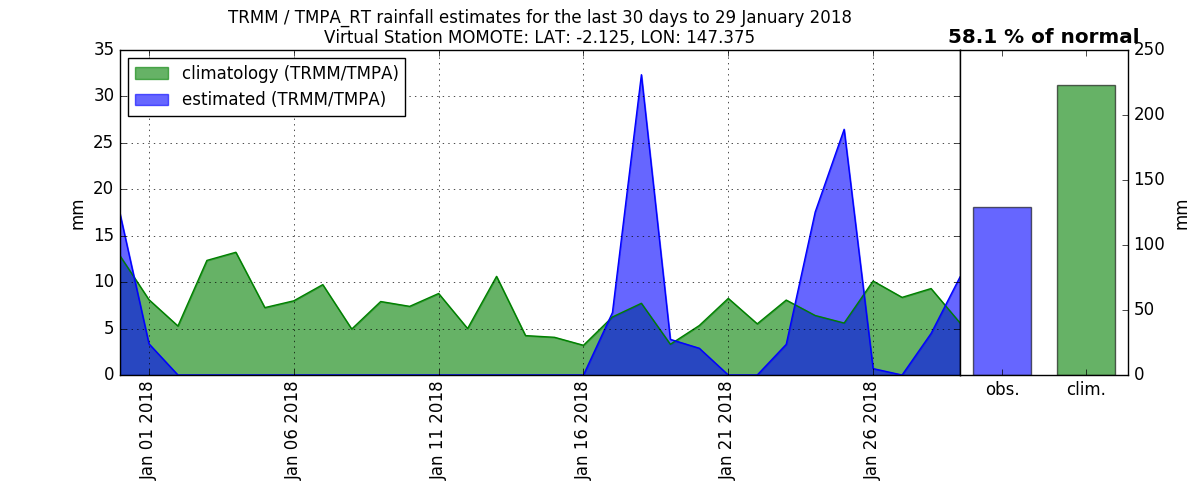 TRMM / TMPA_RT rainfall estimates for the last 30 days to 29 January 2018
Virtual Station MOMOTE: LAT: -2.125, LON: 147.375
58.1 % of normal
climatology (TRMM/TMPA)
estimated (TRMM/TMPA)
mm
35
30
25
20
15
10
5
0
Jan 01 2018
Jan 06 2018
Jan 11 2018
Jan 16 2018
Jan 21 2018
Jan 26 2018
obs.
clim.
250
200
150
100
50
0
mm